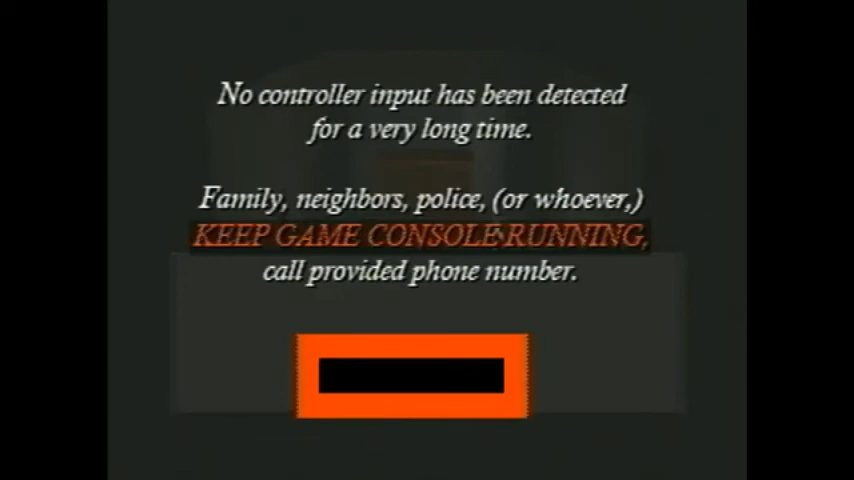 No controller input has been detected
for a very long time.
Family, neighbors, police, (or whoever,)
KEEP GAME CONSOLE RUNNING,
call provided phone number.